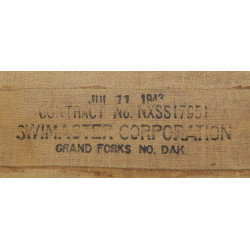 JUL 11 1943
CONTRACT NO. NXSS17951
SWIMASTER CORPORATION
GRAND FORKS NO. DAK.